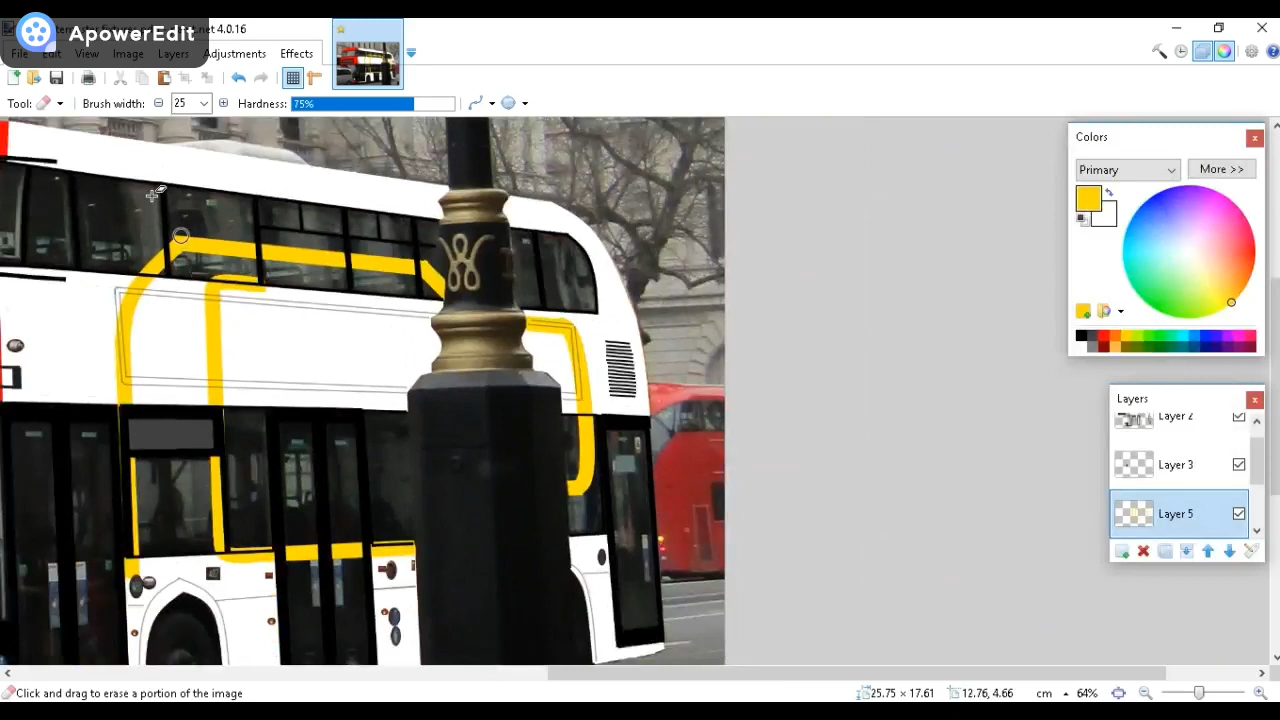 ApowerEdit
.net 4.0.16
File Edit View Image Layers Adjustments Effects
Tool: Brush width: 25 Hardness: 75%
Colors
Primary More >>
Layers
Layer 2
Layer 3
Layer 5
Click and drag to erase a portion of the image
25.75 × 17.61 12.76, 4.66 cm 64%